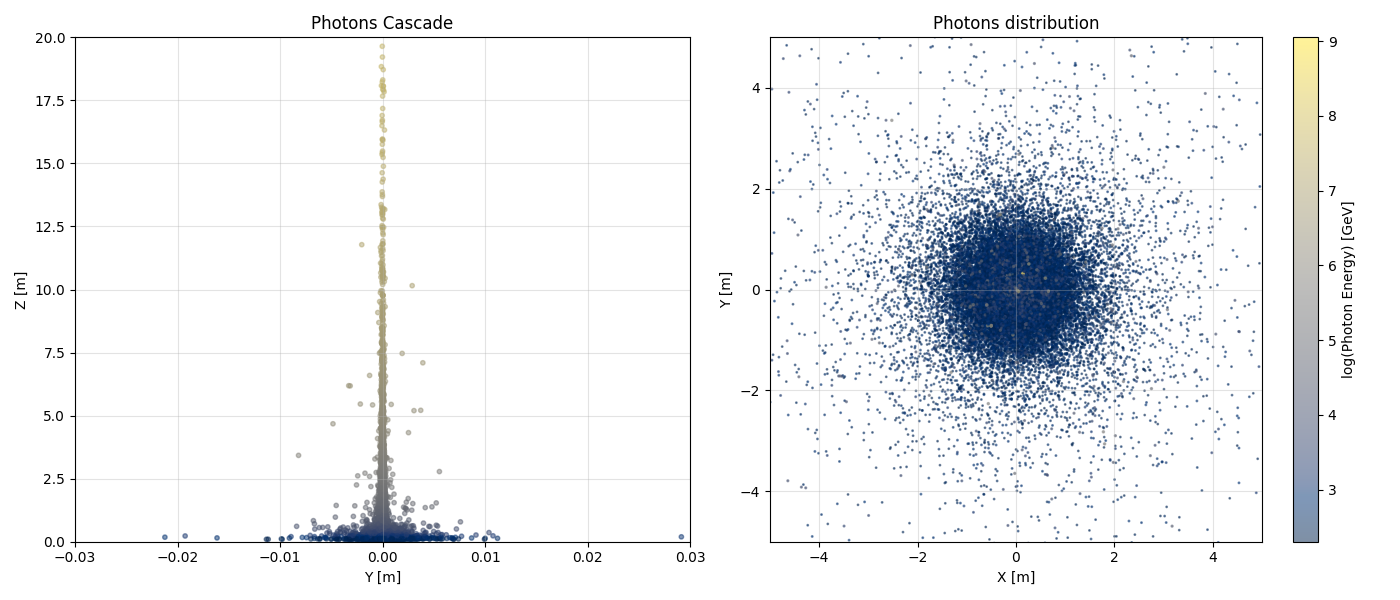 Photons Cascade
20.0
17.5
15.0
12.5
10.0
7.5
5.0
2.5
0.0
Z [m]
−0.03 −0.02 −0.01 0.00 0.01 0.02 0.03
Y [m]
Photons distribution
4
2
0
−2
−4
Y [m]
−4 −2 0 2 4
X [m]
9
8
7
6
5
4
3
log(Photon Energy) [GeV]